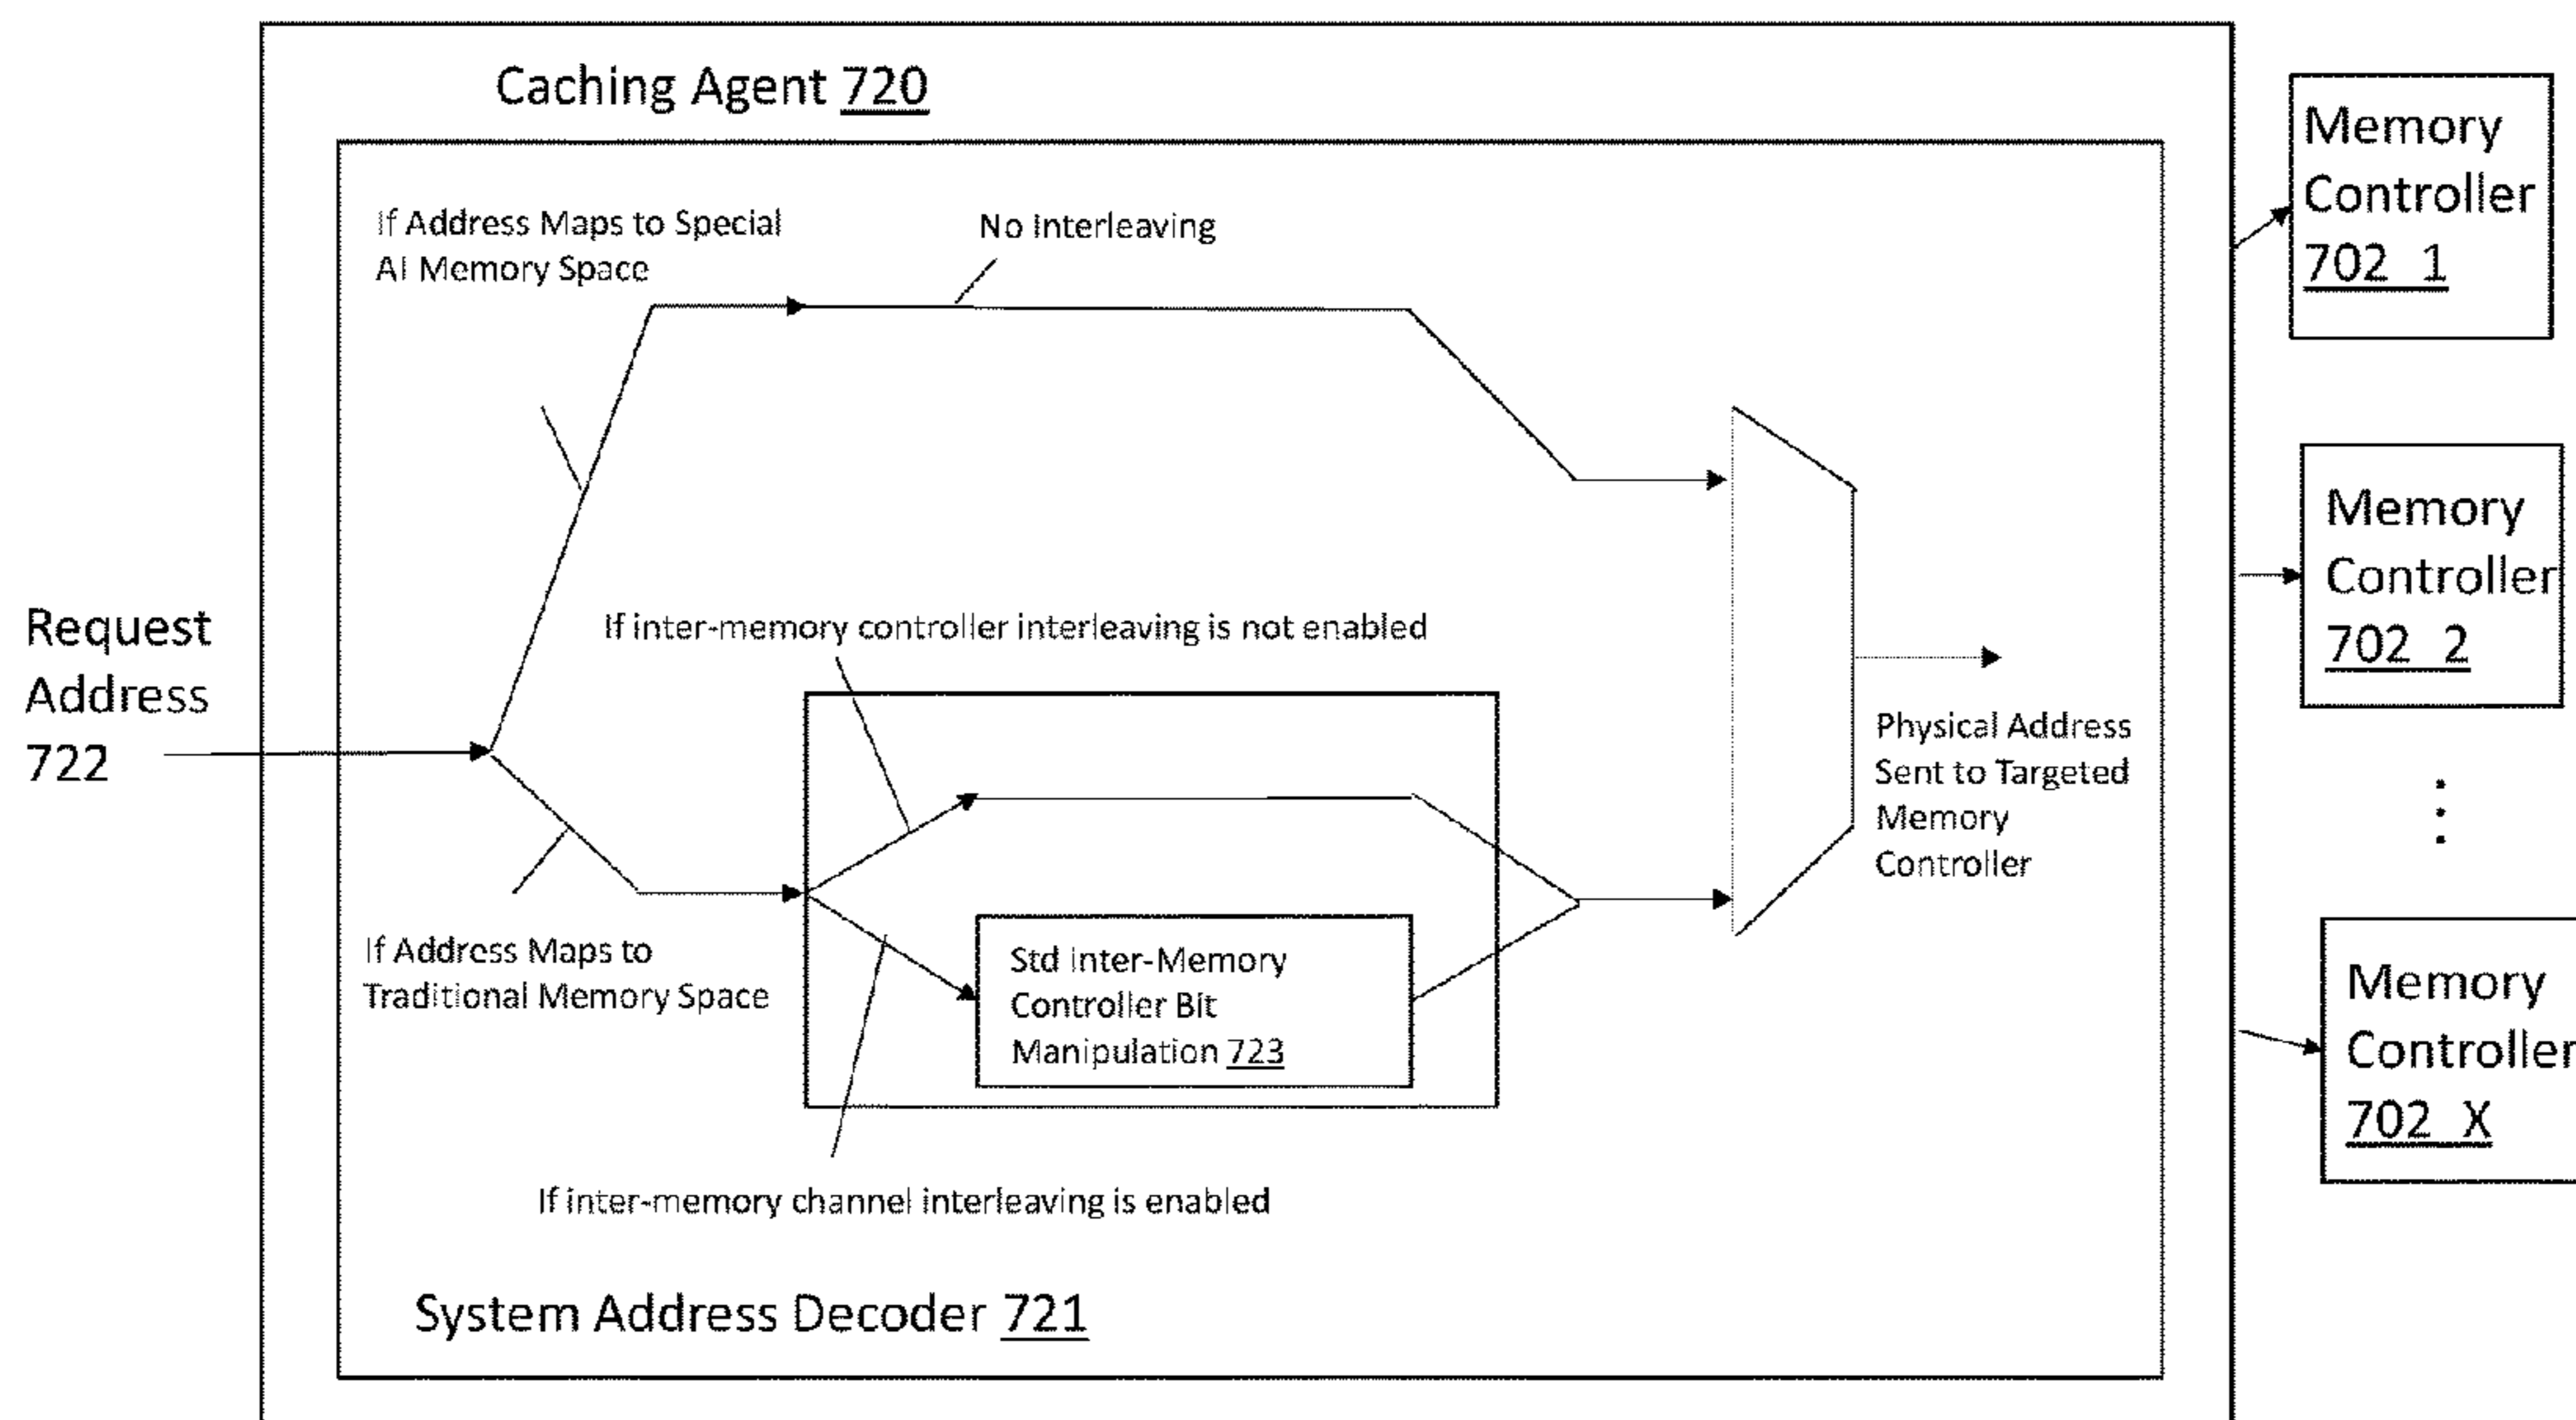 Caching Agent 720
If Address Maps to Special
AI Memory Space
No Interleaving
Request
Address
722
If inter-memory controller interleaving is not enabled
If Address Maps to
Traditional Memory Space
Std Inter-Memory
Controller Bit
Manipulation 723
If inter-memory channel interleaving is enabled
Physical Address
Sent to Targeted
Memory
Controller
System Address Decoder 721
Memory
Controller
702_1
Memory
Controller
702_2
Memory
Controller
702_X